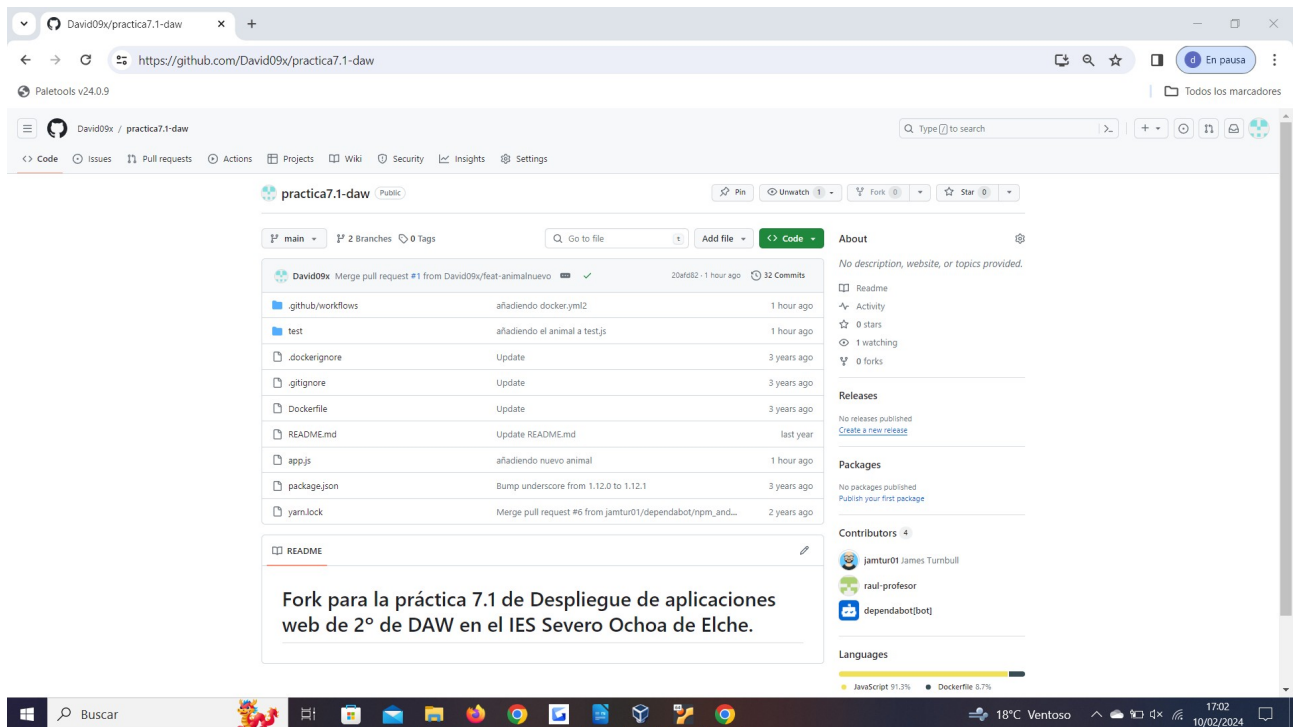 David09x/practica7.1-daw
https://github.com/David09x/practica7.1-daw
d En pausa
Paletools v24.0.9
Todos los marcadores
David09x / practica7.1-daw
Type / to search
Code Issues Pull requests Actions Projects Wiki Security Insights Settings
practica7.1-daw Public
Pin Unwatch 1 Fork 0 Star 0
main 2 Branches 0 Tags
Go to file t Add file Code
David09x Merge pull request #1 from David09x/feat-animalnuevo 20afd82 · 1 hour ago 32 Commits
.github/workflows añadiendo docker.yml2 1 hour ago
test añadiendo el animal a test.js 1 hour ago
.dockerignore Update 3 years ago
.gitignore Update 3 years ago
Dockerfile Update 3 years ago
README.md Update README.md last year
app.js añadiendo nuevo animal 1 hour ago
package.json Bump underscore from 1.12.0 to 1.12.1 3 years ago
yarn.lock Merge pull request #6 from jamtur01/dependabot/npm_and... 2 years ago
README
Fork para la práctica 7.1 de Despliegue de aplicaciones
web de 2º de DAW en el IES Severo Ochoa de Elche.
About
No description, website, or topics provided.
Readme
Activity
0 stars
1 watching
0 forks
Releases
No releases published
Create a new release
Packages
No packages published
Publish your first package
Contributors 4
jamtur01 James Turnbull
raul-profesor
dependabot[bot]
Languages
JavaScript 91.3% Dockerfile 8.7%
Buscar
18°C Ventoso
17:02
10/02/2024